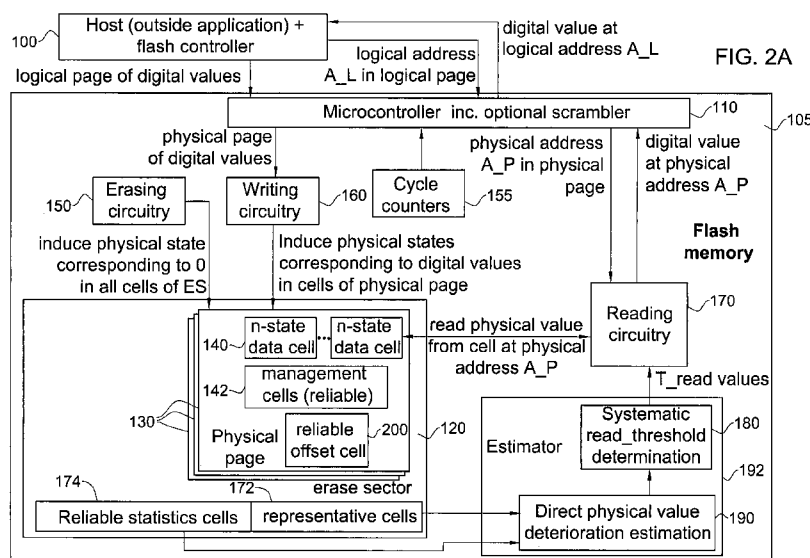 Host (outside application) +
flash controller
100
digital value at
logical address A_L
FIG. 2A
logical page of digital values
logical address
A_L in logical page
Microcontroller inc. optional scrambler
110
105
physical page
of digital values
physical address
A_P in physical
page
digital value
at physical
address A_P
Erasing
circuitry
150
Writing
circuitry
160
Cycle
counters
155
induce physical state
corresponding to 0
in all cells of ES
Induce physical states
corresponding to digital values
in cells of physical page
Flash
memory
Reading
circuitry
170
n-state
data cell
...
n-state
data cell
140
read physical value
from cell at physical
address A_P
management
cells (reliable)
142
T_read values
130
Physical
page
reliable
offset cell
200
120
Estimator
Systematic
read_threshold
determination
180
192
erase sector
174
172
Reliable statistics cells
representative cells
Direct physical value
deterioration estimation
190